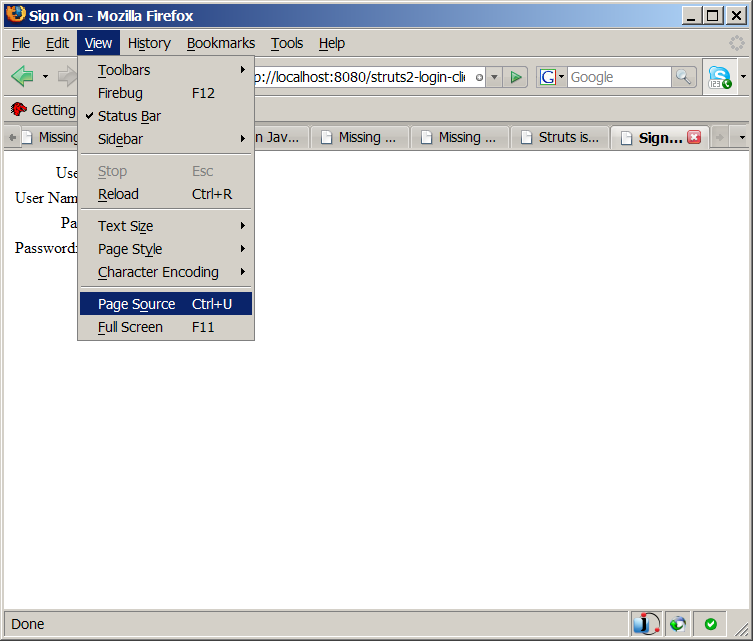 Sign On - Mozilla Firefox
File Edit View History Bookmarks Tools Help
p://localhost:8080/struts2-login-cli G Google
Getting
Missing n Jav... Missing ... Missing ... Struts is... Sign...
Toolbars
Firebug F12
Status Bar
Sidebar
Stop Esc
Reload Ctrl+R
Text Size
Page Style
Character Encoding
Page Source Ctrl+U
Full Screen F11
Use
User Nam
Pa
Password:
Done